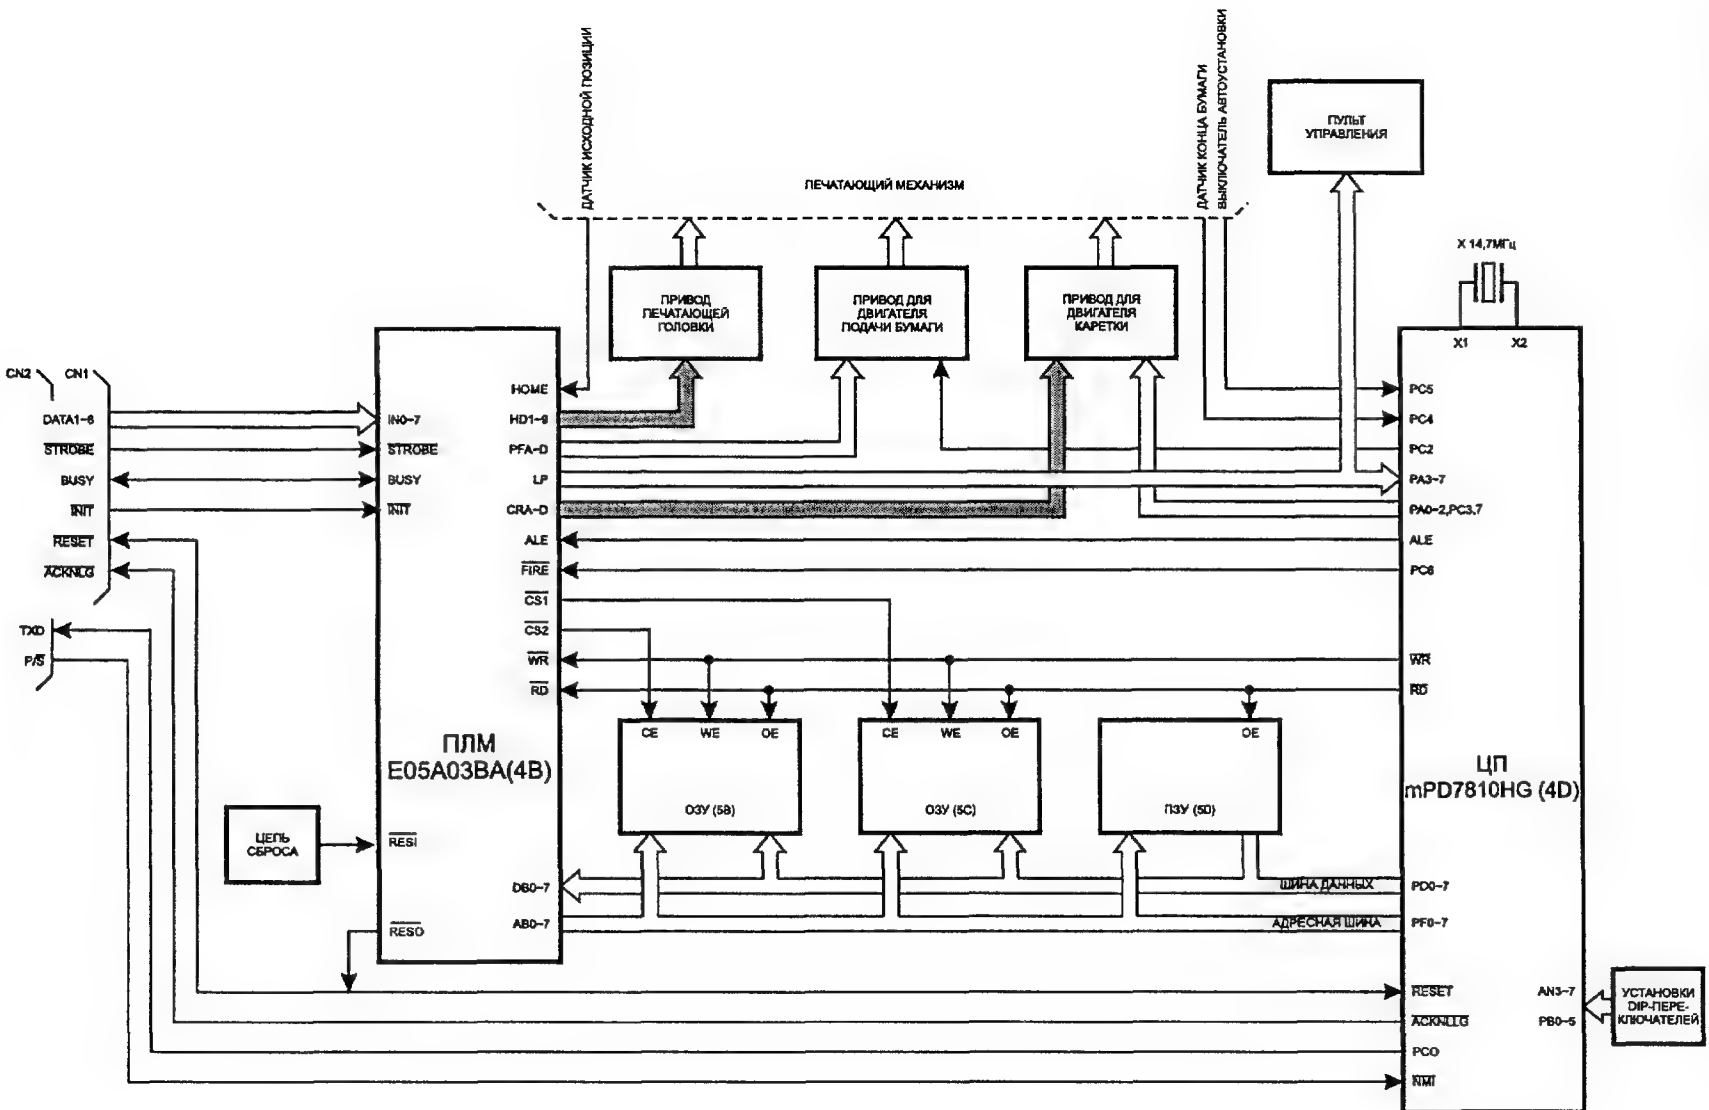 ДАТЧИК ИСХОДНОЙ ПОЗИЦИИ
ДАТЧИК КОНЦА БУМАГИ
ВЫКЛЮЧАТЕЛЬ АВТОУСТАНОВКИ
ПУЛЬТ
УПРАВЛЕНИЯ
ПЕЧАТАЮЩИЙ МЕХАНИЗМ
X 14,7МГц
ПРИВОД
ПЕЧАТАЮЩЕЙ
ГОЛОВКИ
ПРИВОД ДЛЯ
ДВИГАТЕЛЯ
ПОДАЧИ БУМАГИ
ПРИВОД ДЛЯ
ДВИГАТЕЛЯ
КАРЕТКИ
X1
X2
CN2
CN1
DATA1-8
STROBE
BUSY
INIT
RESET
ACKNLG
TXD
P/S
IN0-7
STROBE
BUSY
INIT
HOME
HD1-9
PFA-D
LP
CRA-D
ALE
FIRE
CS1
CS2
WR
RD
ПЛМ
E05A03BA(4B)
ЦЕПЬ
СБРОСА
RESI
RESO
DB0-7
AB0-7
CE
WE
OE
ОЗУ (5B)
CE
WE
OE
ОЗУ (5C)
OE
ПЗУ (5D)
ШИНА ДАННЫХ
АДРЕСНАЯ ШИНА
PC5
PC4
PC2
PA3-7
PA0-2,PC3,7
ALE
PC6
WR
RD
ЦП
mPD7810HG (4D)
PD0-7
PF0-7
RESET
ACKNLLG
PCO
NMI
AN3-7
PB0-5
УСТАНОВКИ
DIP-ПЕРЕ-
КЛЮЧАТЕЛЕЙ